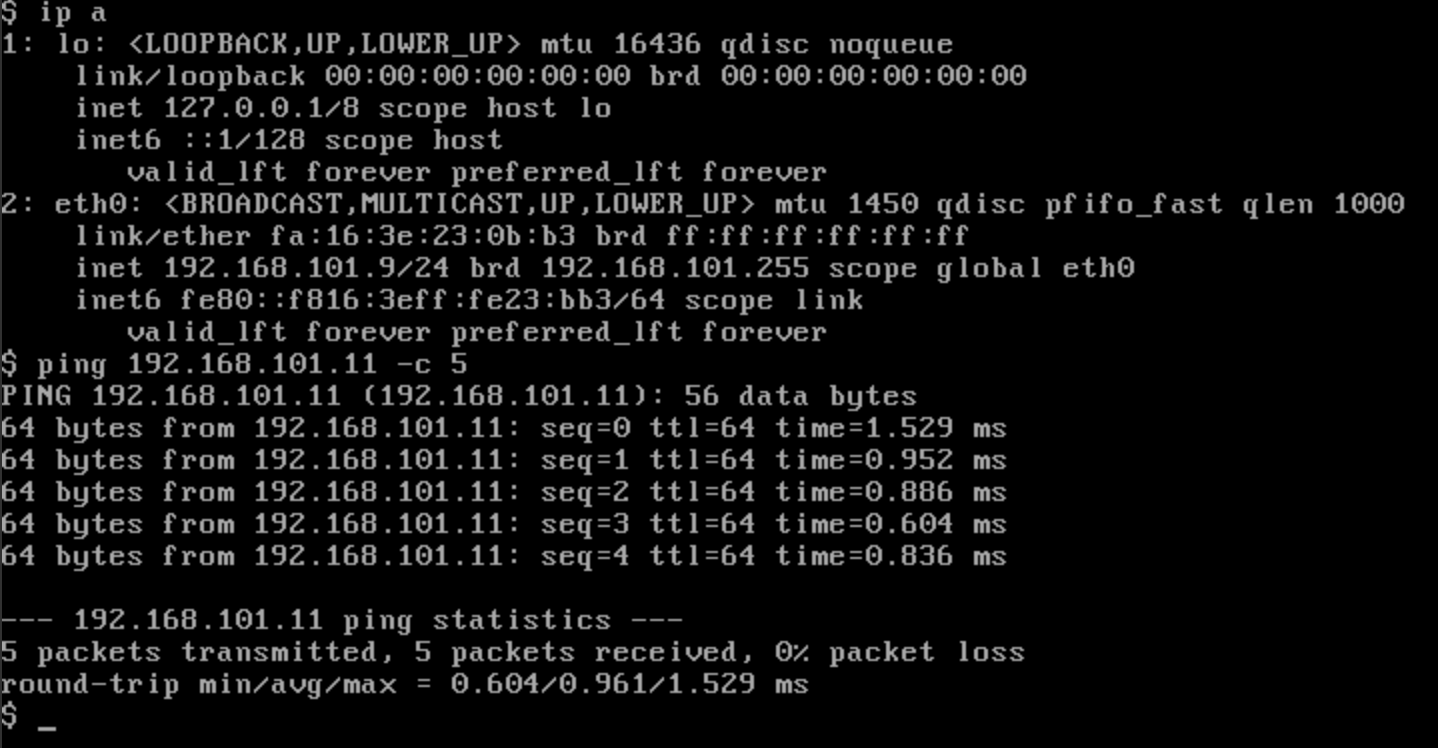 $ ip a
1: lo: <LOOPBACK,UP,LOWER_UP> mtu 16436 qdisc noqueue
    link/loopback 00:00:00:00:00:00 brd 00:00:00:00:00:00
    inet 127.0.0.1/8 scope host lo
    inet6 ::1/128 scope host
       valid_lft forever preferred_lft forever
2: eth0: <BROADCAST,MULTICAST,UP,LOWER_UP> mtu 1450 qdisc pfifo_fast qlen 1000
    link/ether fa:16:3e:23:0b:b3 brd ff:ff:ff:ff:ff:ff
    inet 192.168.101.9/24 brd 192.168.101.255 scope global eth0
    inet6 fe80::f816:3eff:fe23:bb3/64 scope link
       valid_lft forever preferred_lft forever
$ ping 192.168.101.11 -c 5
PING 192.168.101.11 (192.168.101.11): 56 data bytes
64 bytes from 192.168.101.11: seq=0 ttl=64 time=1.529 ms
64 bytes from 192.168.101.11: seq=1 ttl=64 time=0.952 ms
64 bytes from 192.168.101.11: seq=2 ttl=64 time=0.886 ms
64 bytes from 192.168.101.11: seq=3 ttl=64 time=0.604 ms
64 bytes from 192.168.101.11: seq=4 ttl=64 time=0.836 ms

--- 192.168.101.11 ping statistics ---
5 packets transmitted, 5 packets received, 0% packet loss
round-trip min/avg/max = 0.604/0.961/1.529 ms
$ _